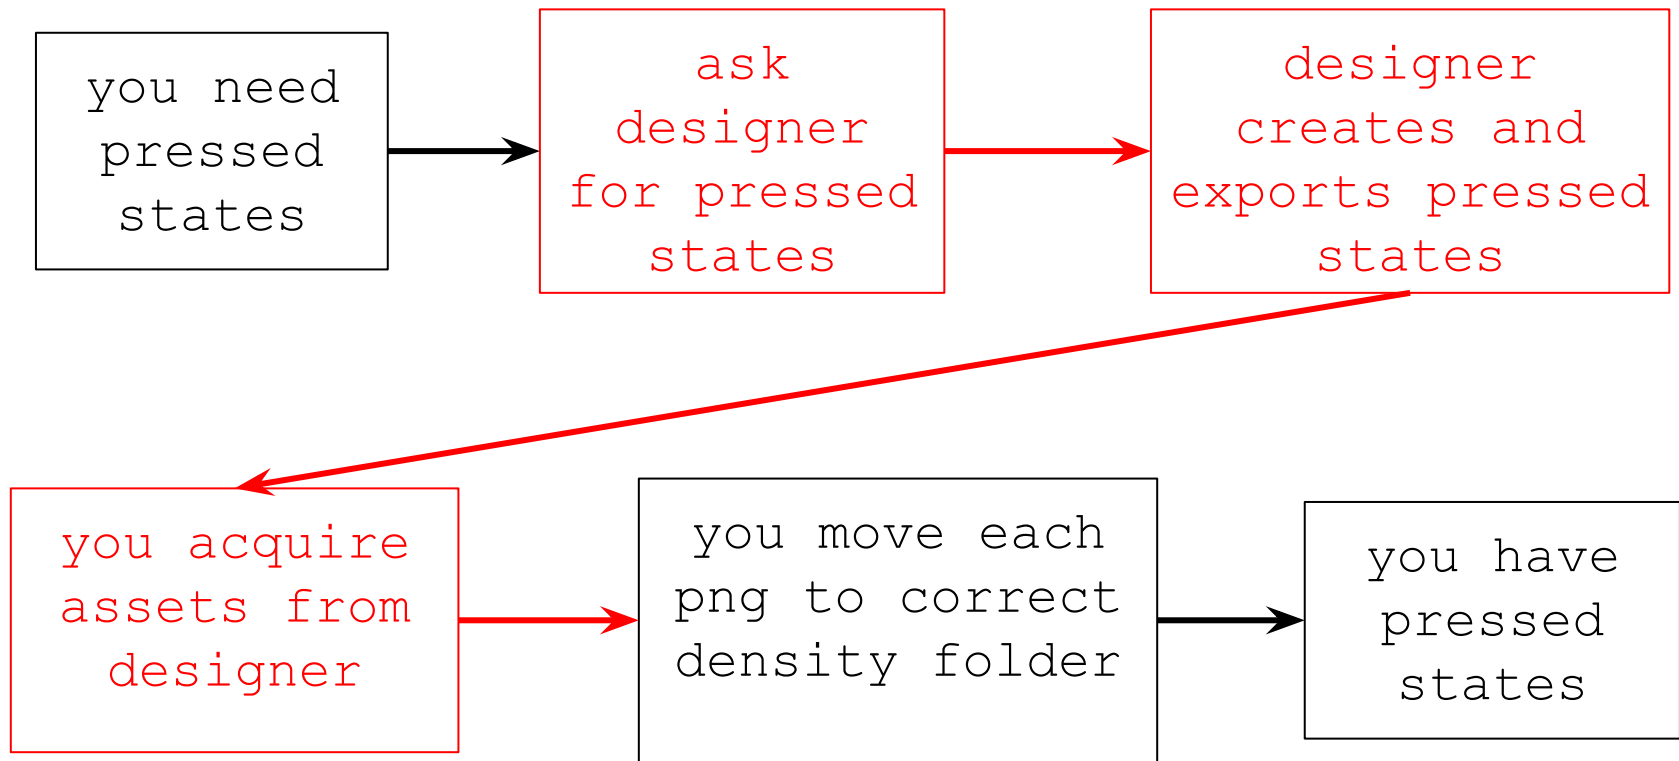 you need
pressed
states
ask
designer
for pressed
states
designer
creates and
exports pressed
states
you acquire
assets from
designer
you move each
png to correct
density folder
you have
pressed
states